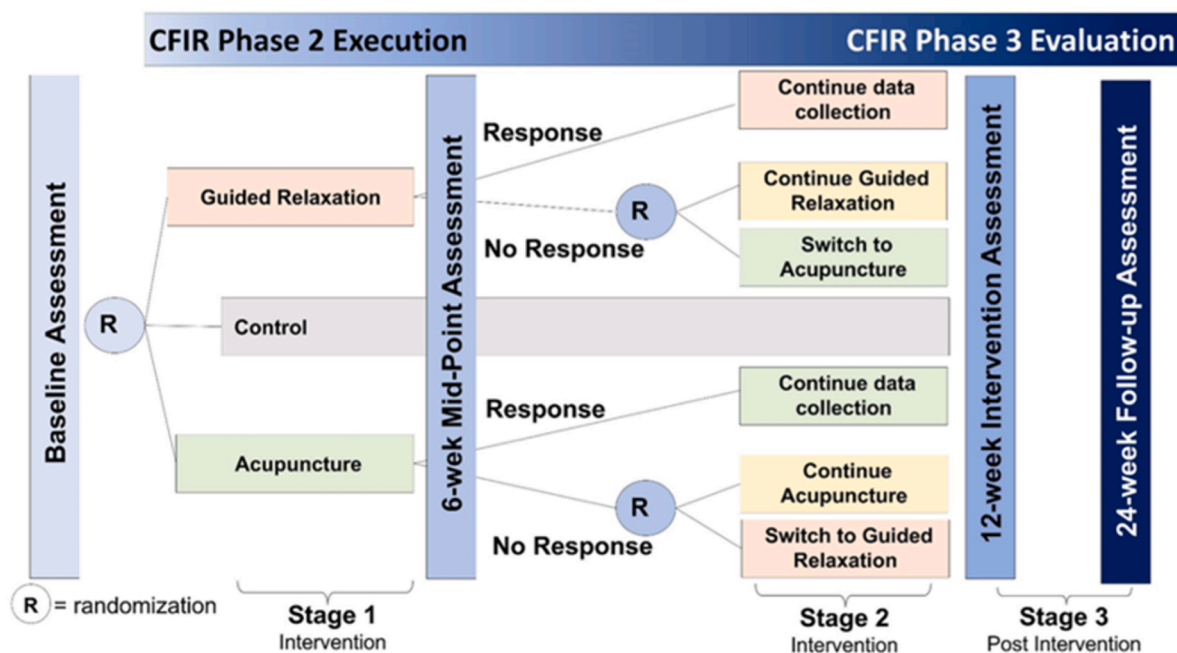 CFIR Phase 2 Execution
CFIR Phase 3 Evaluation
Baseline Assessment
R
Guided Relaxation
Control
Acupuncture
6-wek Mid-Point Assessment
Response
No Response
R
Response
No Response
R
Continue data
collection
Continue Guided
Relaxation
Switch to
Acupuncture
Continue data
collection
Continue
Acupuncture
Switch to Guided
Relaxation
12-week Intervention Assessment
24-week Follow-up Assessment
R = randomization
Stage 1
Intervention
Stage 2
Intervention
Stage 3
Post Intervention